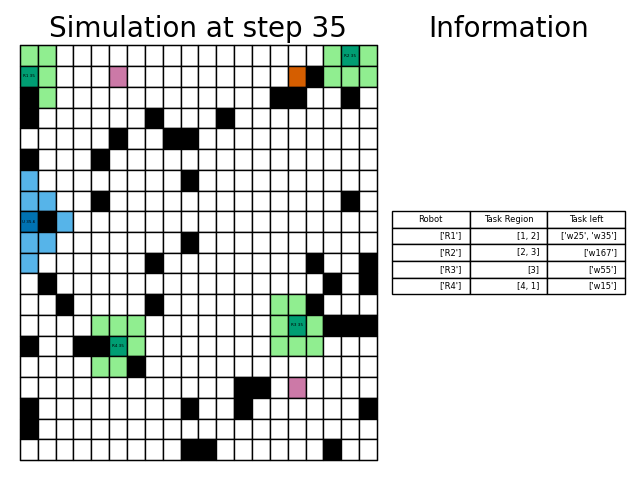 Simulation at step 35
Information
Robot Task Region Task left
['R1'] [1, 2] ['w25', 'w35']
['R2'] [2, 3] ['w167']
['R3'] [3] ['w55']
['R4'] [4, 1] ['w15']